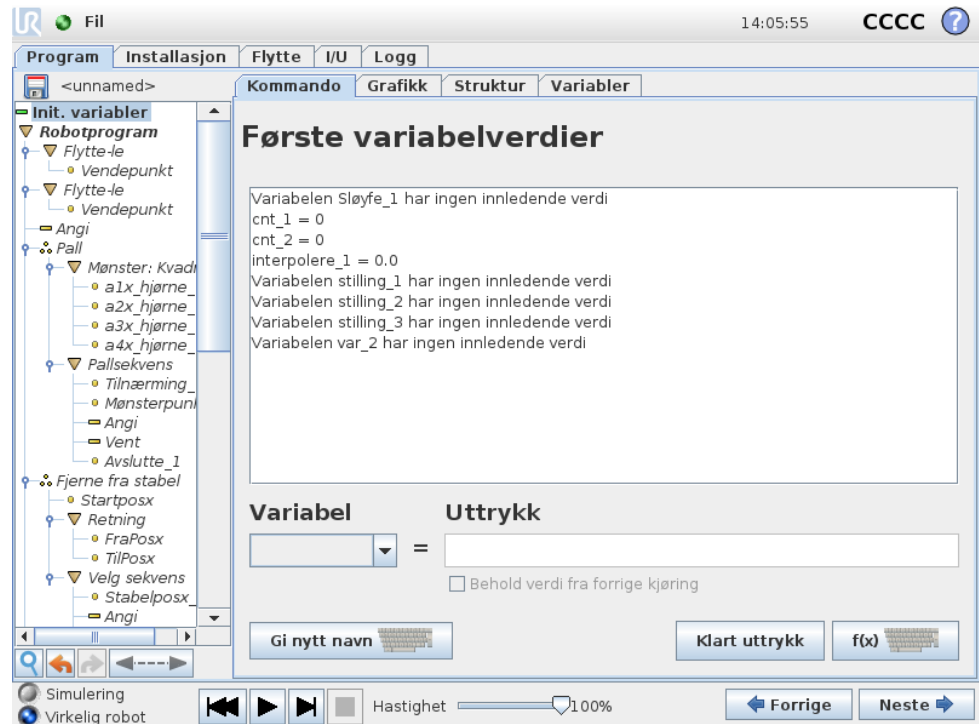 UR Fil 14:05:55 CCCC ?
Program Installasjon Flytte I/U Logg
<unnamed>
Kommando Grafikk Struktur Variabler
Init. variabler
Robotprogram
Flytte-le
Vendepunkt
Flytte-le
Vendepunkt
Angi
Pall
Mønster: Kvadr
a1x_hjørne_
a2x_hjørne_
a3x_hjørne_
a4x_hjørne_
Pallsekvens
Tilnærming_
Mønsterpunk
Angi
Vent
Avslutte_1
Fjerne fra stabel
Startposx
Retning
FraPosx
TilPosx
Velg sekvens
Stabelposx_
Angi
Første variabelverdier
Variabelen Sløyfe_1 har ingen innledende verdi
cnt_1 = 0
cnt_2 = 0
interpolere_1 = 0.0
Variabelen stilling_1 har ingen innledende verdi
Variabelen stilling_2 har ingen innledende verdi
Variabelen stilling_3 har ingen innledende verdi
Variabelen var_2 har ingen innledende verdi
Variabel Uttrykk
=
Behold verdi fra forrige kjøring
Gi nytt navn Klart uttrykk f(x)
Simulering
Virkelig robot
Hastighet 100% Forrige Neste